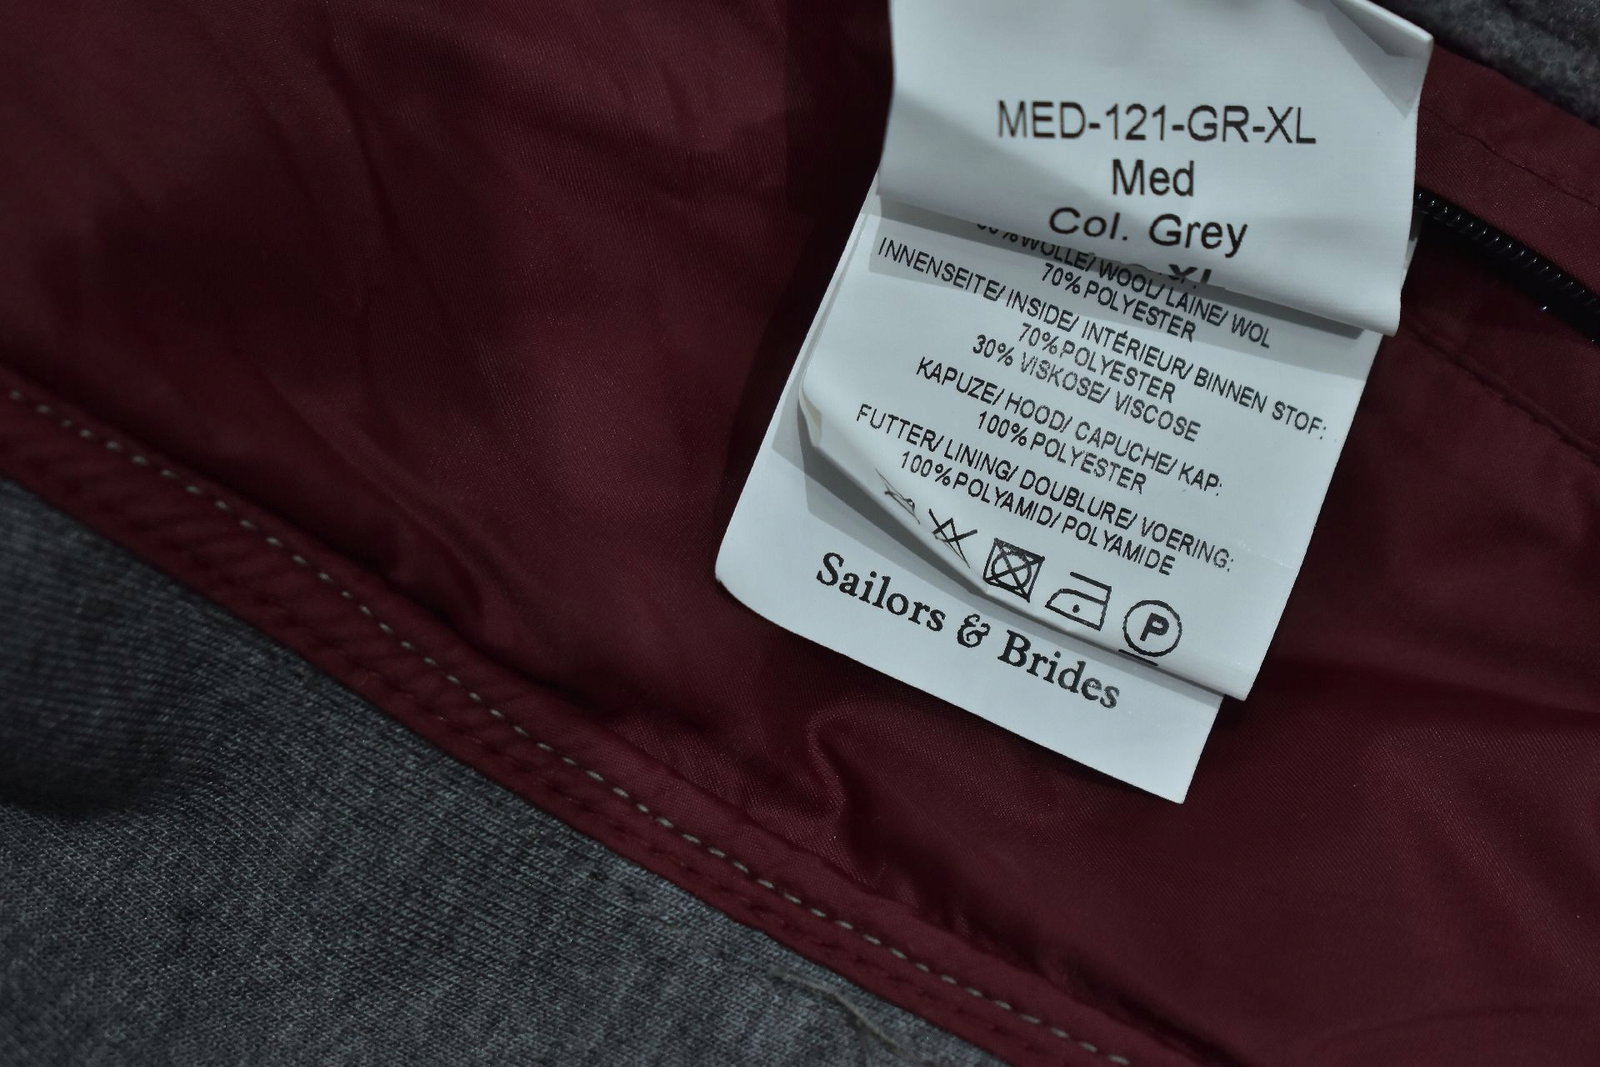 MED-121-GR-XL
Med
Col. Grey
XL
30%WOLLE/ WOOL/ LAINE/ WOL
70%POLYESTER
INNENSEITE/ INSIDE/ INTÉRIEUR/ BINNEN STOF:
70%POLYESTER
30% VISKOSE/ VISCOSE
KAPUZE/ HOOD/ CAPUCHE/ KAP:
100%POLYESTER
FUTTER/ LINING/ DOUBLURE/ VOERING:
100%POLYAMID/ POLYAMIDE
P
Sailors & Brides